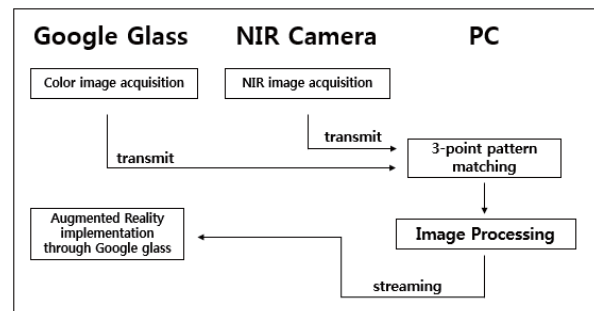 Google Glass NIR Camera PC
Color image acquisition
NIR image acquisition
transmit
transmit
3-point pattern
matching
Augmented Reality
implementation
through Google glass
Image Processing
streaming